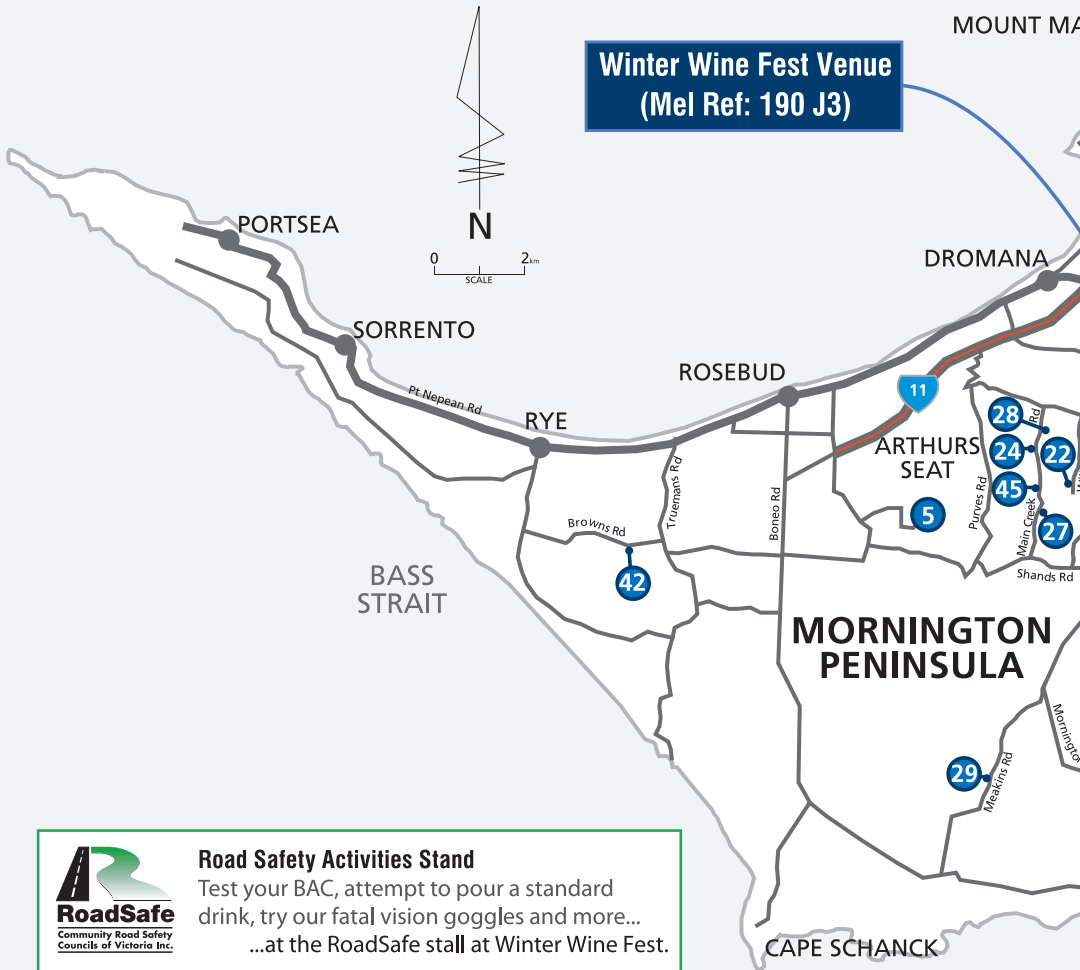 MOUNT MA
Winter Wine Fest Venue
(Mel Ref: 190 J3)
PORTSEA
N
0 2km
SCALE
DROMANA
SORRENTO
ROSEBUD
11
Pt Nepean Rd
RYE
ARTHURS
SEAT
28
Rd
24
22
45
5
27
Purves Rd
Main Creek
Truemans Rd
Boneo Rd
Browns Rd
Shands Rd
42
BASS
STRAIT
MORNINGTON
PENINSULA
Mornington
29
Meakins Rd
RoadSafe
Community Road Safety
Councils of Victoria Inc.
Road Safety Activities Stand
Test your BAC, attempt to pour a standard
drink, try our fatal vision goggles and more...
...at the RoadSafe stall at Winter Wine Fest.
CAPE SCHANCK